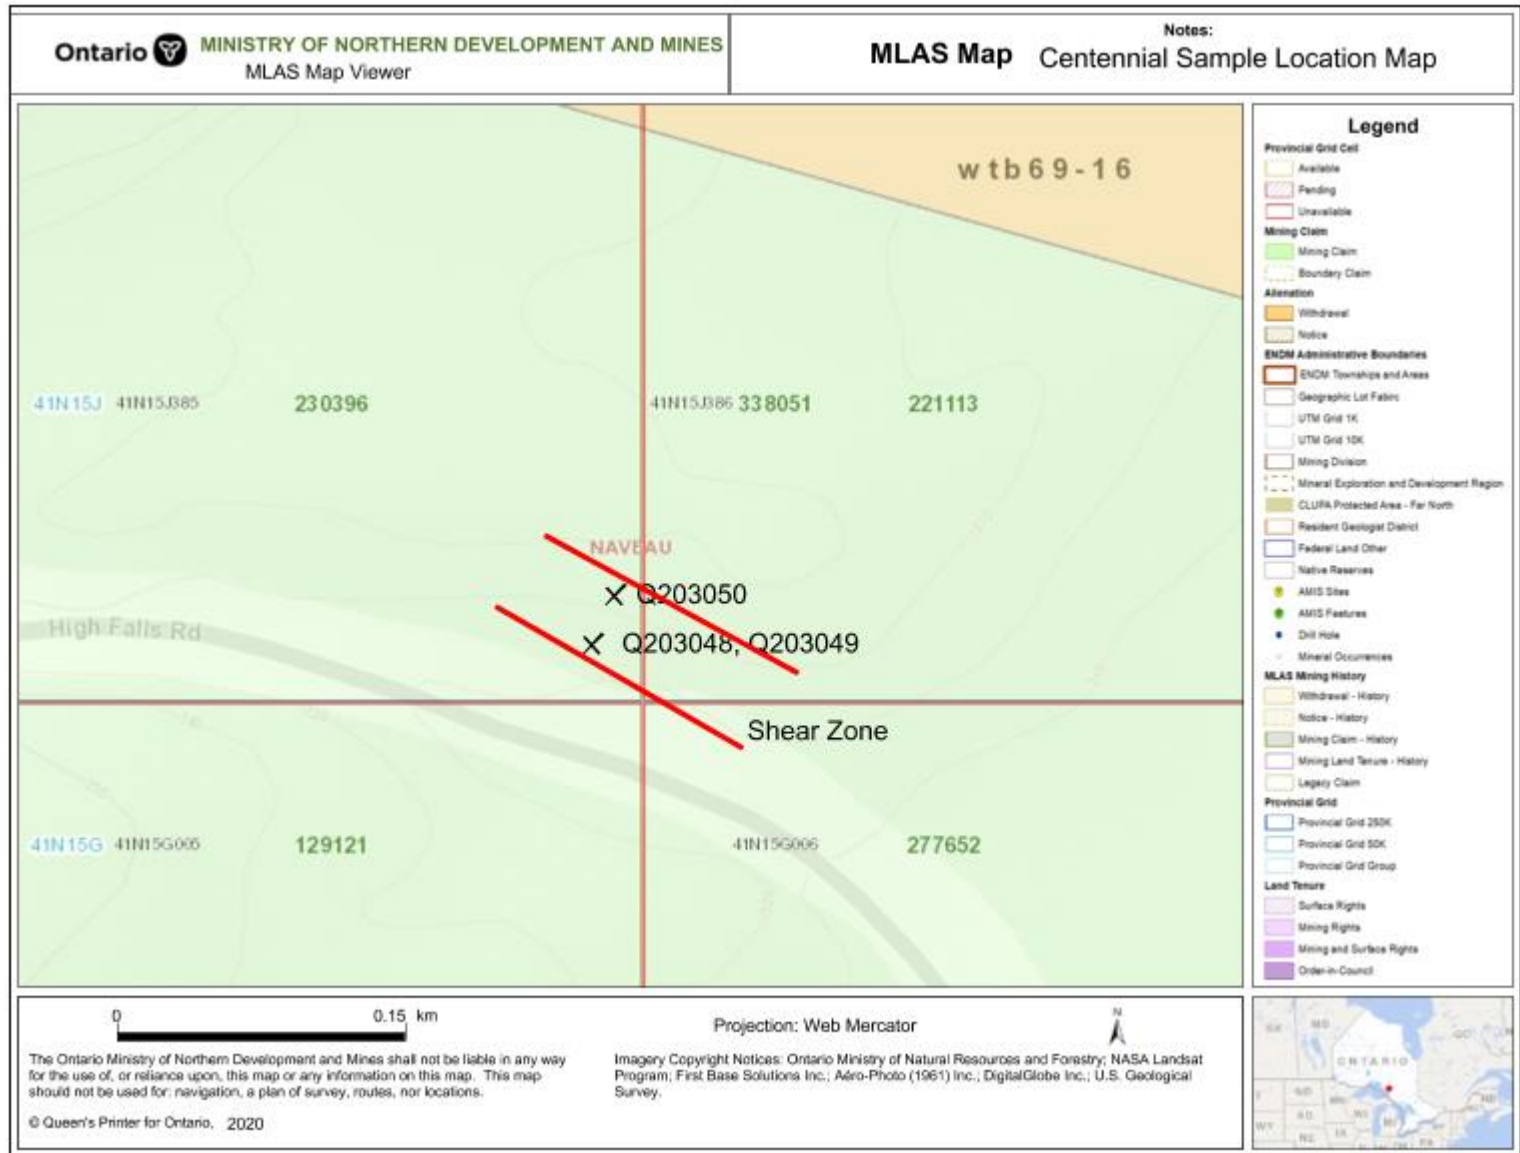 Ontario
MINISTRY OF NORTHERN DEVELOPMENT AND MINES
MLAS Map Viewer
MLAS Map
Notes:
Centennial Sample Location Map
wtb69-16
41N15J
41N15J385
230396
41N15J386
338051
221113
NAVEAU
Q203050
High Falls Rd
Q203048, Q203049
Shear Zone
41N15G
41N15G005
129121
41N15G006
277652
Legend
Provincial Grid Cell
Available
Pending
Unavailable
Mining Claim
Mining Claim
Boundary Claim
Alienation
Withdrawal
Notice
ENDM Administrative Boundaries
ENDM Townships and Areas
Geographic Lot Fabric
UTM Grid 1K
UTM Grid 10K
Mining Division
Mineral Exploration and Development Region
CLUPA Protected Area - Far North
Resident Geologist District
Federal Land Other
Native Reserves
AMIS Sites
AMIS Features
Drill Hole
Mineral Occurrences
MLAS Mining History
Withdrawal - History
Notice - History
Mining Claim - History
Mining Land Tenure - History
Legacy Claim
Provincial Grid
Provincial Grid 250K
Provincial Grid 50K
Provincial Grid Group
Land Tenure
Surface Rights
Mining Rights
Mining and Surface Rights
Order-in-Council
0 0.15 km
The Ontario Ministry of Northern Development and Mines shall not be liable in any way
for the use of, or reliance upon, this map or any information on this map. This map
should not be used for: navigation, a plan of survey, routes, nor locations.
© Queen's Printer for Ontario, 2020
Projection: Web Mercator
N
Imagery Copyright Notices: Ontario Ministry of Natural Resources and Forestry; NASA Landsat
Program; First Base Solutions Inc.; Aéro-Photo (1961) Inc.; DigitalGlobe Inc.; U.S. Geological
Survey.
ONTARIO